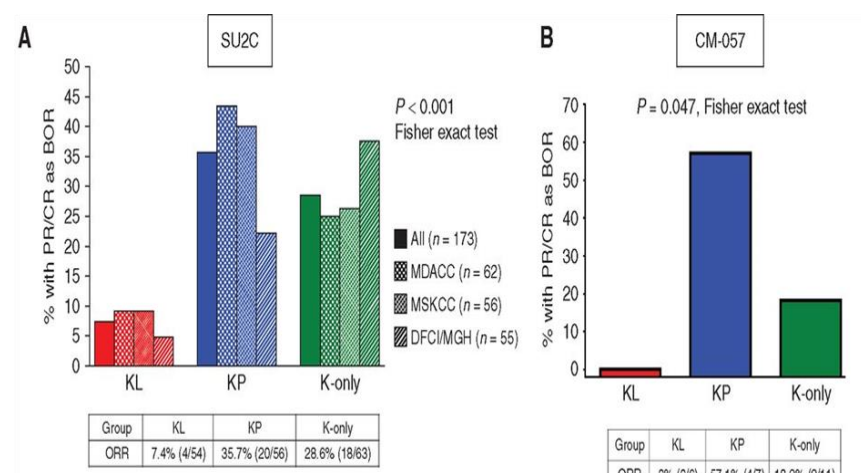 A
SU2C
% with PR/CR as BOR
50
45
40
35
30
25
20
15
10
5
0
KL
KP
K-only
P < 0.001
Fisher exact test
All (n = 173)
MDACC (n = 62)
MSKCC (n = 56)
DFCI/MGH (n = 55)
Group KL KP K-only
ORR 7.4% (4/54) 35.7% (20/56) 28.6% (18/63)
B
CM-057
% with PR/CR as BOR
70
60
50
40
30
20
10
0
P = 0.047, Fisher exact test
KL
KP
K-only
Group KL KP K-only